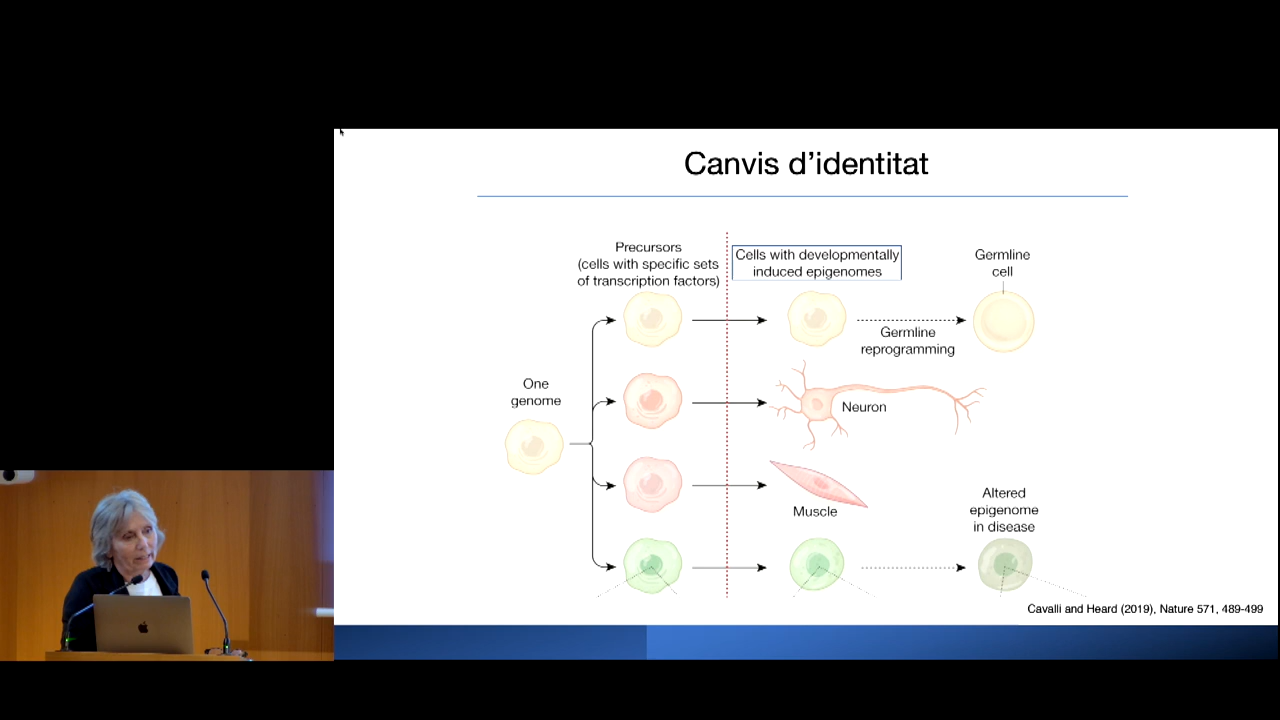 Canvis d'identitat
Precursors
(cells with specific sets
of transcription factors)
Cells with developmentally
induced epigenomes
Germline
cell
Germline
reprogramming
One
genome
Neuron
Muscle
Altered
epigenome
in disease
Cavalli and Heard (2019), Nature 571, 489-499